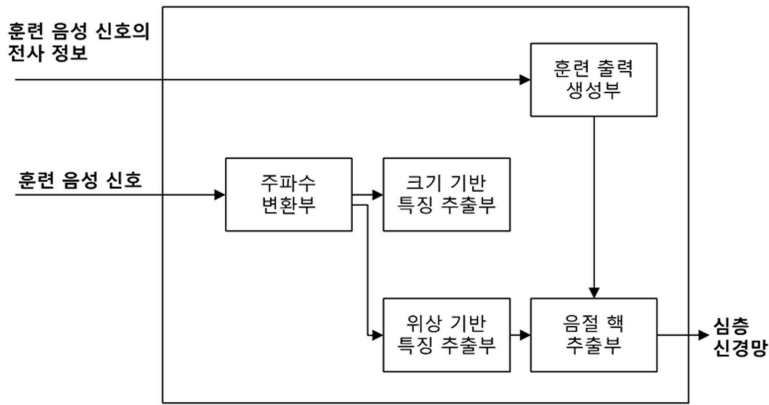 훈련 음성 신호의
전사 정보
훈련 출력
생성부
훈련 음성 신호
주파수
변환부
크기 기반
특징 추출부
위상 기반
특징 추출부
음절 핵
추출부
심층
신경망